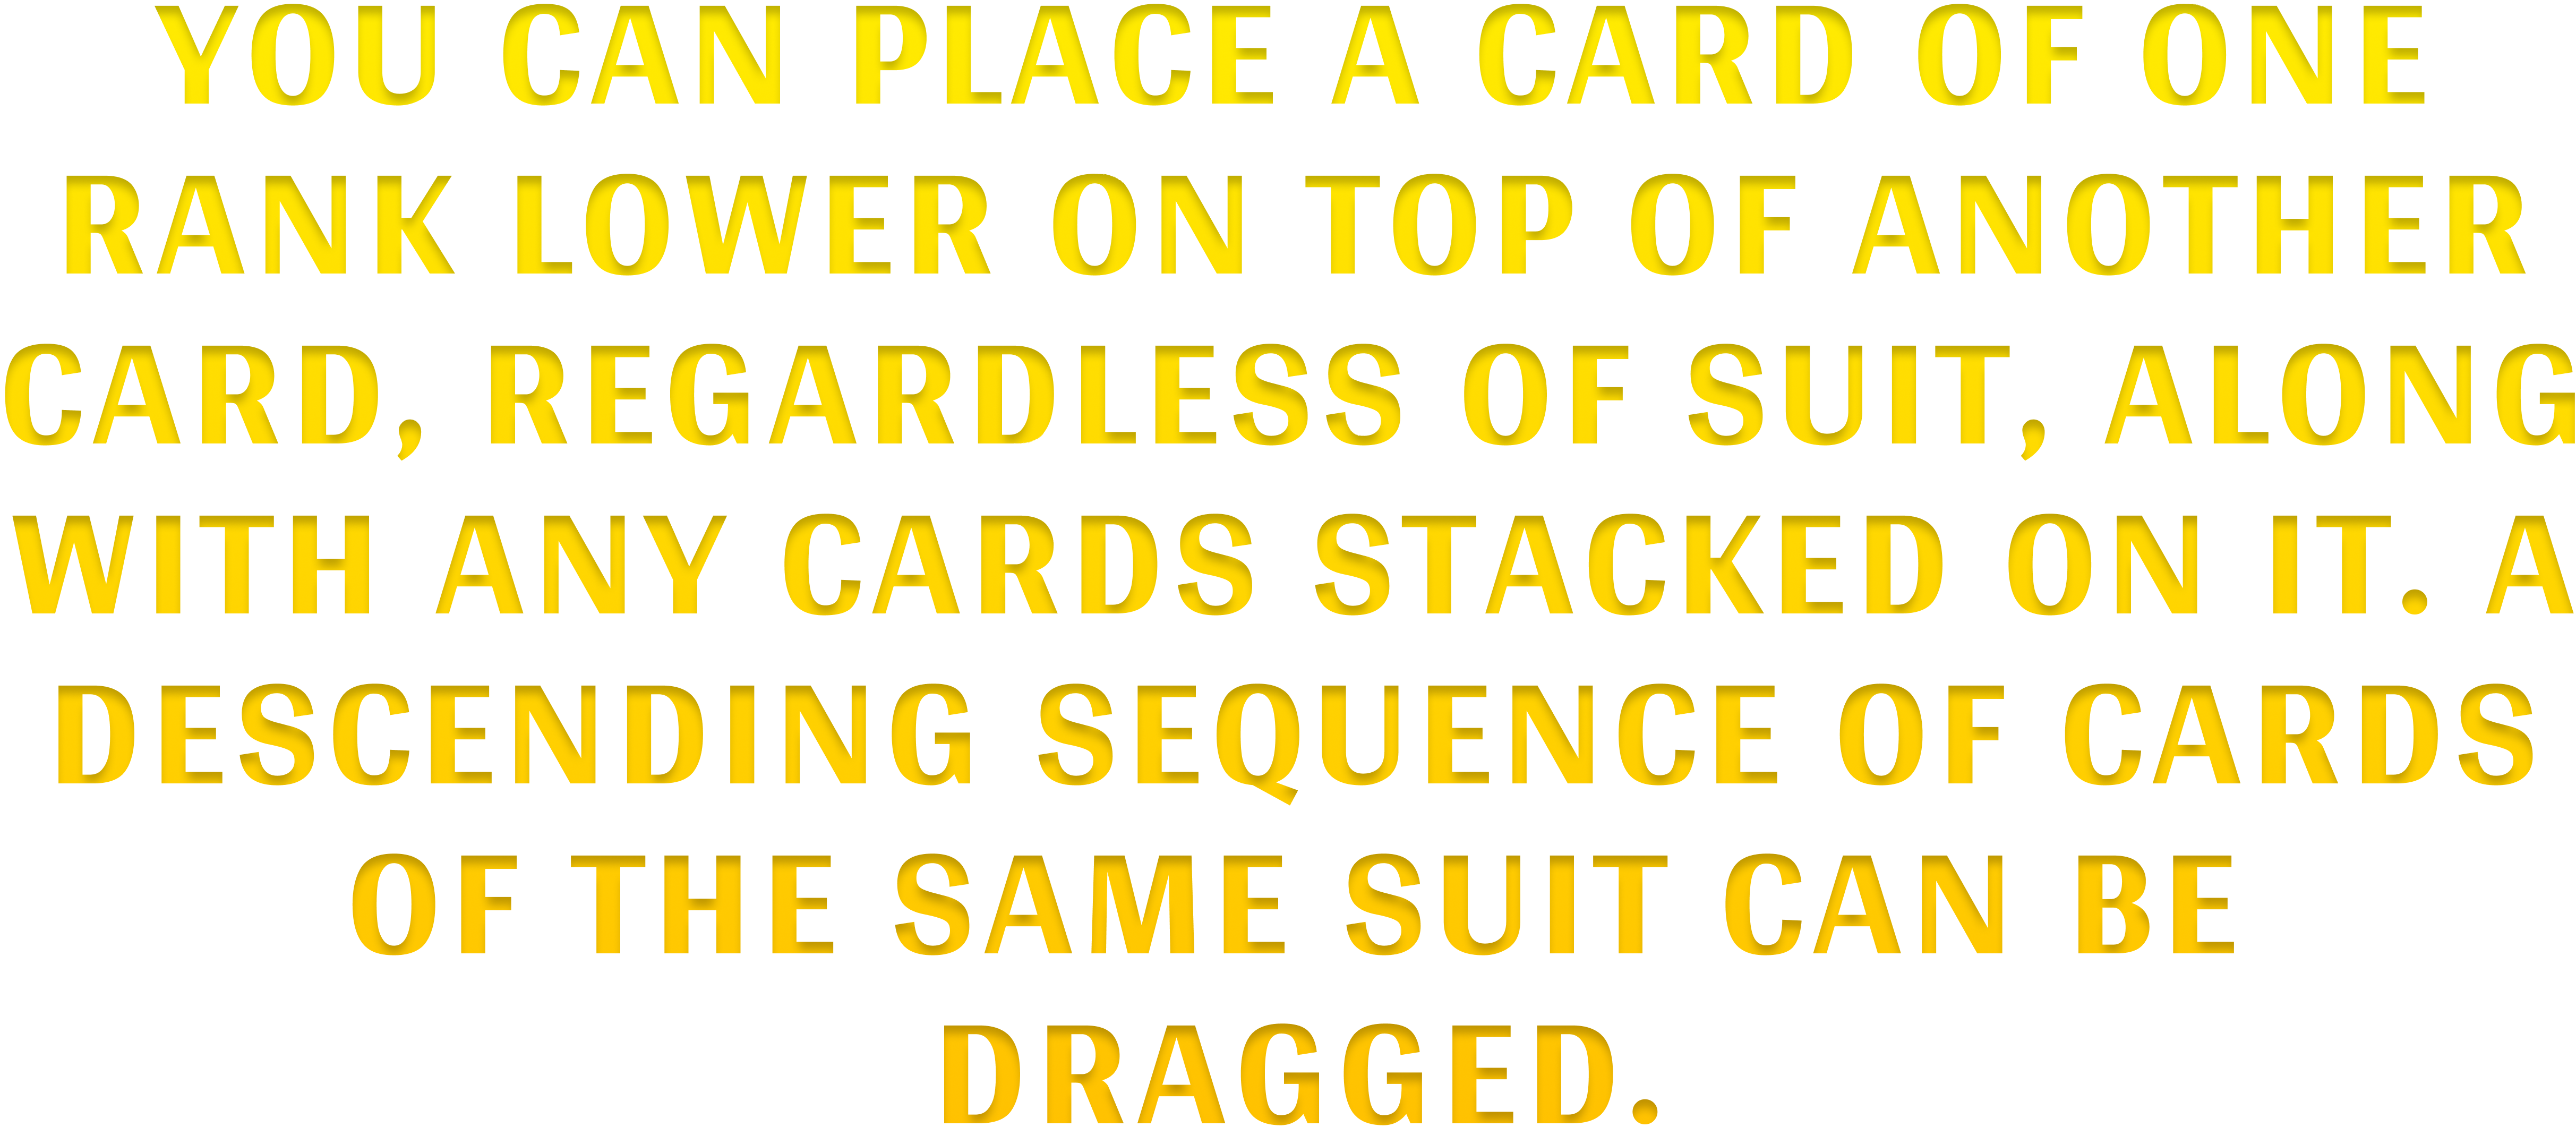 YOU CAN PLACE A CARD OF ONE
RANK LOWER ON TOP OF ANOTHER
CARD, REGARDLESS OF SUIT, ALONG
WITH ANY CARDS STACKED ON IT. A
DESCENDING SEQUENCE OF CARDS
OF THE SAME SUIT CAN BE
DRAGGED.